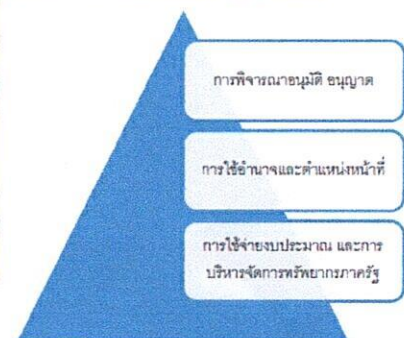 การพิจารณาอนุมัติ อนุญาต
การใช้อำนาจและตำแหน่งหน้าที่
การใช้จ่ายงบประมาณ และการ
บริหารจัดการทรัพยากรภาครัฐ